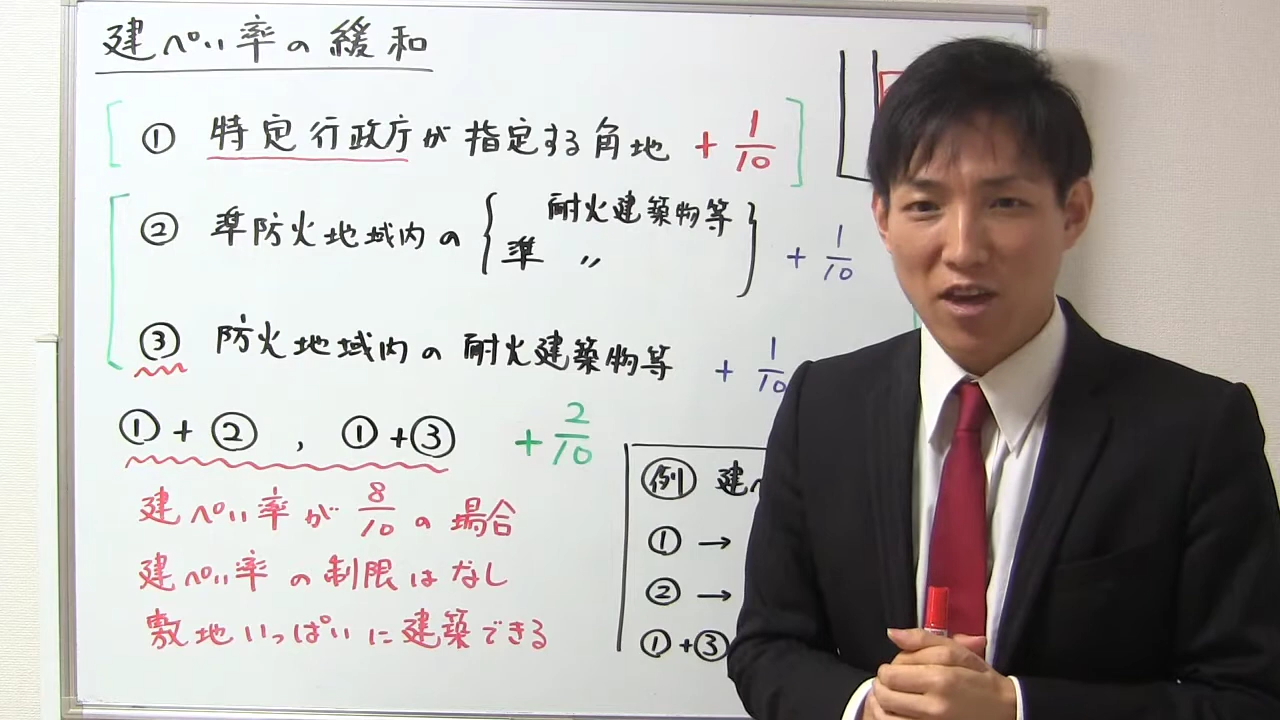 建ぺい率の緩和
① 特定行政庁が指定する角地 + 1/10
② 準防火地域内の { 耐火建築物等
準 〃 } + 1/10
③ 防火地域内の耐火建築物等 + 1/10
①+②, ①+③ + 2/10
建ぺい率が 8/10 の場合
建ぺい率の制限はなし
敷地いっぱいに建築できる
例 建ぺ
① →
② →
①+③